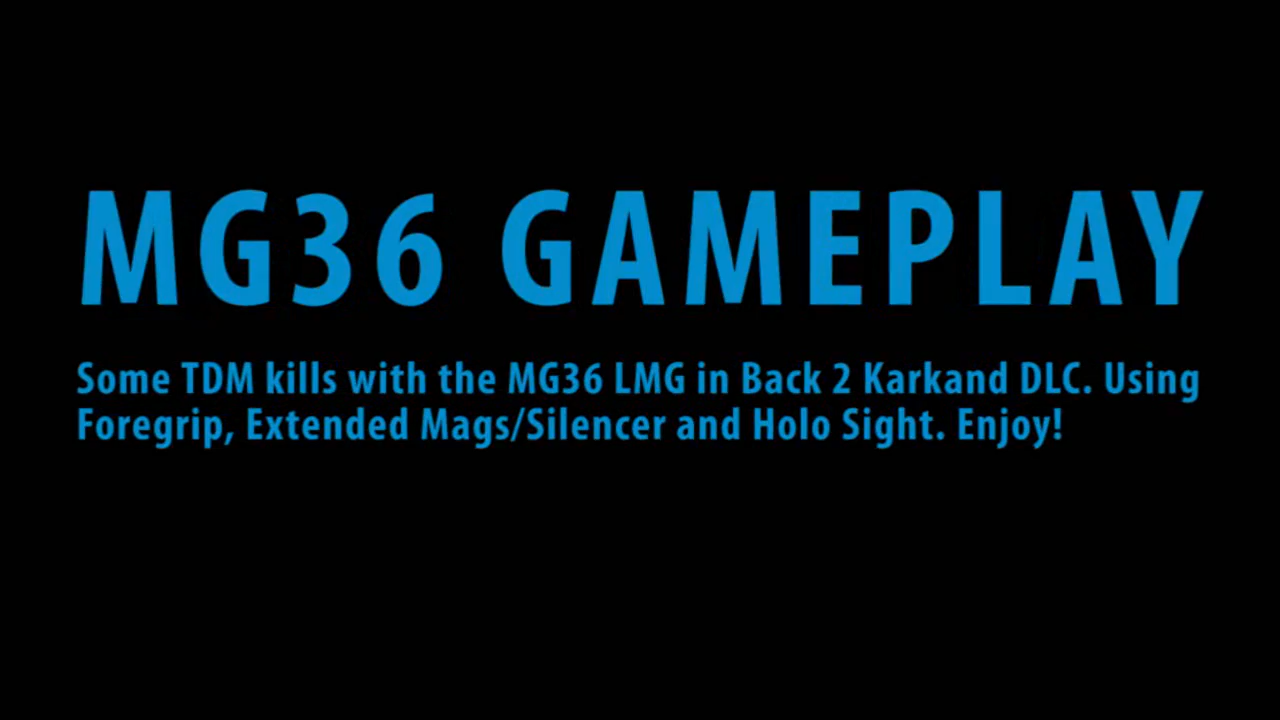 MG36 GAMEPLAY
Some TDM kills with the MG36 LMG in Back 2 Karkand DLC. Using
Foregrip, Extended Mags/Silencer and Holo Sight. Enjoy!